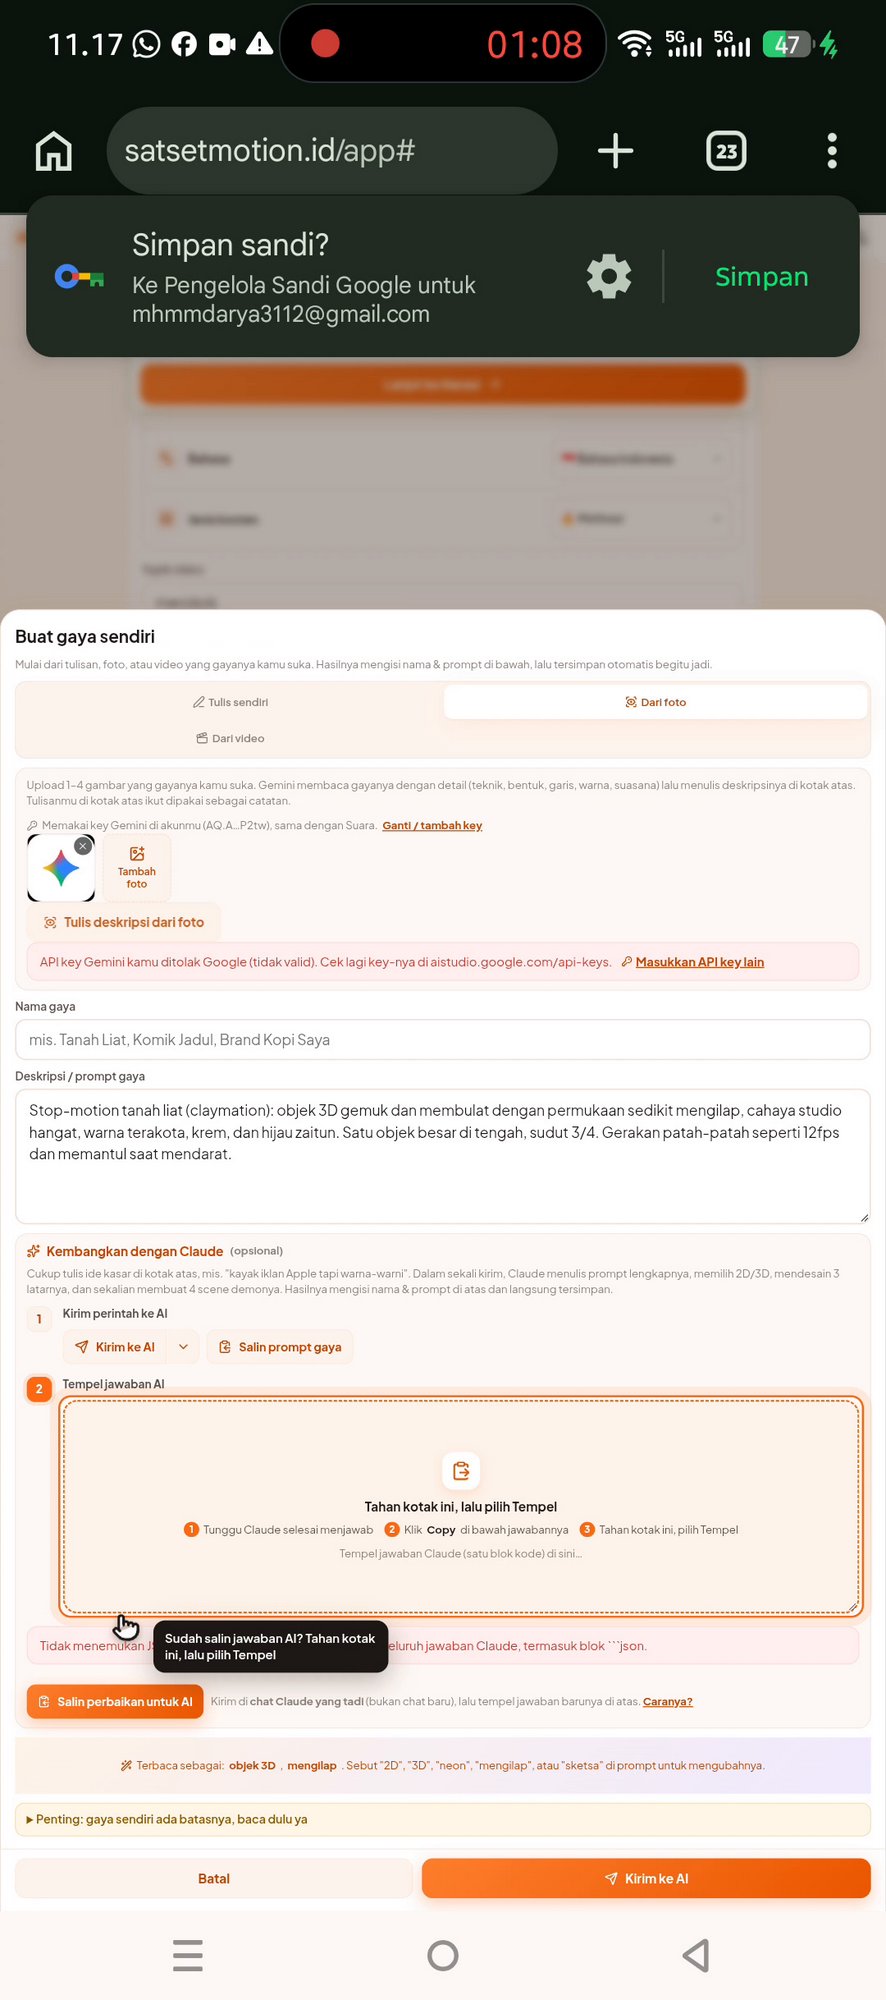 11.17
01:08
5G
5G
47
satsetmotion.id/app#
23
Simpan sandi?
Ke Pengelola Sandi Google untuk
mhmmdarya3112@gmail.com
Simpan
Bahasa
Bahasa Indonesia
Buat gaya sendiri
Mulai dari tulisan, foto, atau video yang gayanya kamu suka. Hasilnya mengisi nama & prompt di bawah, lalu tersimpan otomatis begitu jadi.
Tulis sendiri
Dari foto
Dari video
Upload 1–4 gambar yang gayanya kamu suka. Gemini membaca gayanya dengan detail (teknik, bentuk, garis, warna, suasana) lalu menulis deskripsinya di kotak atas.
Tulisanmu di kotak atas ikut dipakai sebagai catatan.
Memakai key Gemini di akunmu (AQ.A...P2tw), sama dengan Suara. Ganti / tambah key
Tambah
foto
Tulis deskripsi dari foto
API key Gemini kamu ditolak Google (tidak valid). Cek lagi key-nya di aistudio.google.com/api-keys. Masukkan API key lain
Nama gaya
mis. Tanah Liat, Komik Jadul, Brand Kopi Saya
Deskripsi / prompt gaya
Stop-motion tanah liat (claymation): objek 3D gemuk dan membulat dengan permukaan sedikit mengilap, cahaya studio
hangat, warna terakota, krem, dan hijau zaitun. Satu objek besar di tengah, sudut 3/4. Gerakan patah-patah seperti 12fps
dan memantul saat mendarat.
Kembangkan dengan Claude (opsional)
Cukup tulis ide kasar di kotak atas, mis. "kayak iklan Apple tapi warna-warni". Dalam sekali kirim, Claude menulis prompt lengkapnya, memilih 2D/3D, mendesain 3
latarnya, dan sekalian membuat 4 scene demonya. Hasilnya mengisi nama & prompt di atas dan langsung tersimpan.
1
Kirim perintah ke AI
Kirim ke AI
Salin prompt gaya
2
Tempel jawaban AI
Tahan kotak ini, lalu pilih Tempel
1 Tunggu Claude selesai menjawab 2 Klik Copy di bawah jawabannya 3 Tahan kotak ini, pilih Tempel
Tempel jawaban Claude (satu blok kode) di sini...
Sudah salin jawaban AI? Tahan kotak
ini, lalu pilih Tempel
Tidak menemukan JS
eluruh jawaban Claude, termasuk blok ```json.
Salin perbaikan untuk AI
Kirim di chat Claude yang tadi (bukan chat baru), lalu tempel jawaban barunya di atas. Caranya?
Terbaca sebagai: objek 3D , mengilap . Sebut "2D", "3D", "neon", "mengilap", atau "sketsa" di prompt untuk mengubahnya.
Penting: gaya sendiri ada batasnya, baca dulu ya
Batal
Kirim ke AI